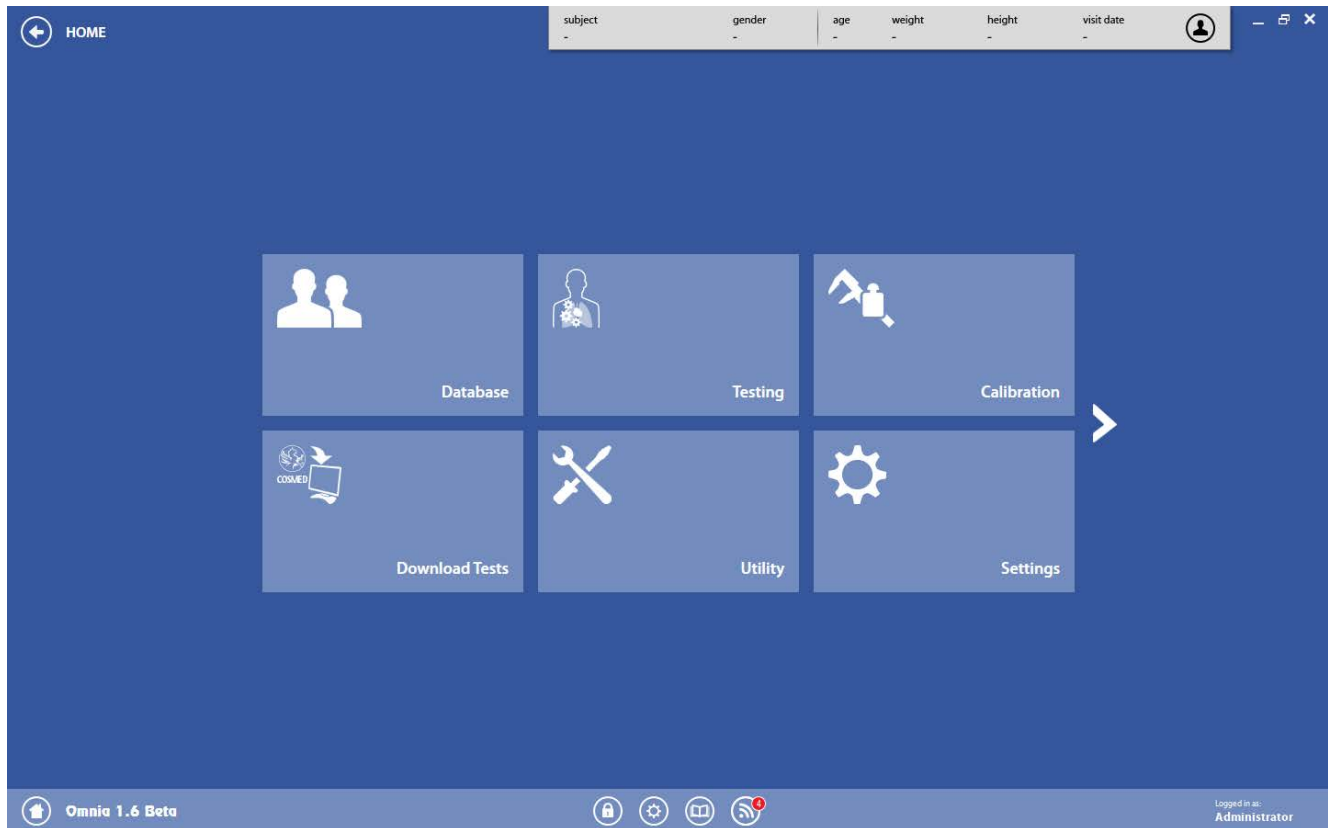 HOME
subject gender age weight height visit date
- - - - - -
Database
Testing
Calibration
COSMED
Download Tests
Utility
Settings
Omnia 1.6 Beta
4
Logged in as:
Administrator